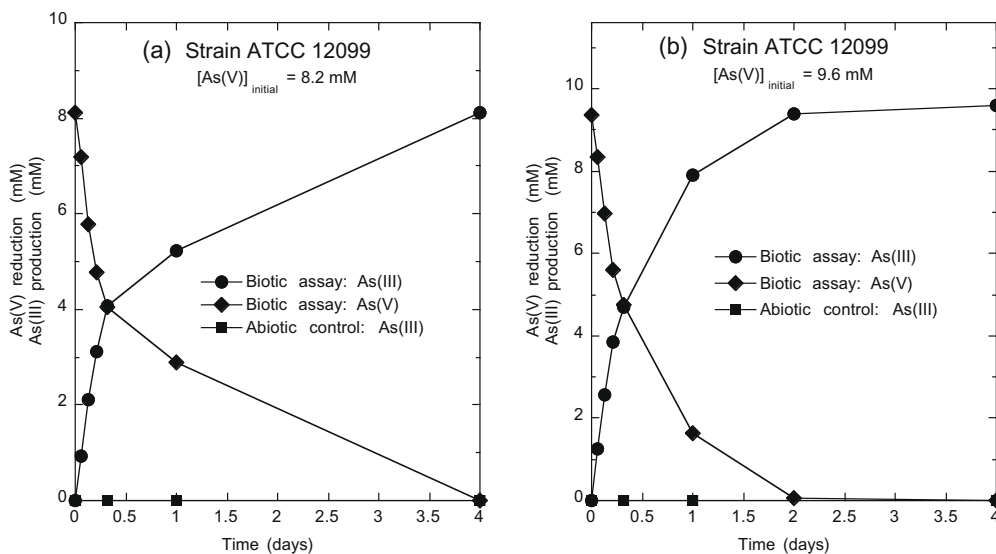 (a) Strain ATCC 12099
[As(V)] initial = 8.2 mM
As(V) reduction (mM)
As(III) production (mM)
10
8
6
4
2
0
Biotic assay: As(III)
Biotic assay: As(V)
Abiotic control: As(III)
0 0.5 1 1.5 2 2.5 3 3.5 4
Time (days)
(b) Strain ATCC 12099
[As(V)] initial = 9.6 mM
As(V) reduction (mM)
As(III) production (mM)
10
8
6
4
2
0
Biotic assay: As(III)
Biotic assay: As(V)
Abiotic control: As(III)
0 0.5 1 1.5 2 2.5 3 3.5 4
Time (days)